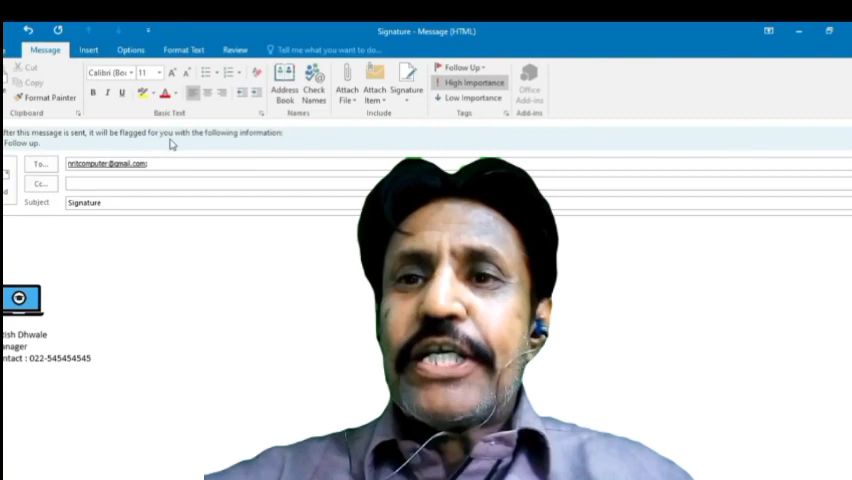 Signature - Message (HTML)
Message Insert Options Format Text Review Tell me what you want to do...
Cut
Copy
Format Painter
Clipboard
Calibri (Boc 11
B I U A
Basic Text
Address Book
Check Names
Names
Attach File
Attach Item
Signature
Include
Follow Up
High Importance
Low Importance
Tags
Office Add-ins
Add-ins
fter this message is sent, it will be flagged for you with the following information:
Follow up.
To...
nritcomputer@gmail.com;
Cc...
Subject Signature
tish Dhwale
anager
ntact : 022-545454545